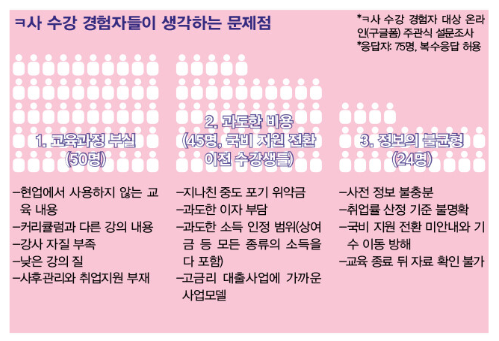 ㅋ사 수강 경험자들이 생각하는 문제점
*ㅋ사 수강 경험자 대상 온라
인(구글폼) 주관식 설문조사
*응답자: 75명, 복수응답 허용
1. 교육과정 부실
(50명)
–현업에서 사용하지 않는 교
육 내용
–커리큘럼과 다른 강의 내용
–강사 자질 부족
–낮은 강의 질
–사후관리와 취업지원 부재
2. 과도한 비용
(45명, 국비 지원 전환
이전 수강생들)
–지나친 중도 포기 위약금
–과도한 이자 부담
–과도한 소득 인정 범위(상여
금 등 모든 종류의 소득을
다 포함)
–고금리 대출사업에 가까운
사업모델
3. 정보의 불균형
(24명)
–사전 정보 불충분
–취업률 산정 기준 불명확
–국비 지원 전환 미안내와 기
수 이동 방해
–교육 종료 뒤 자료 확인 불가